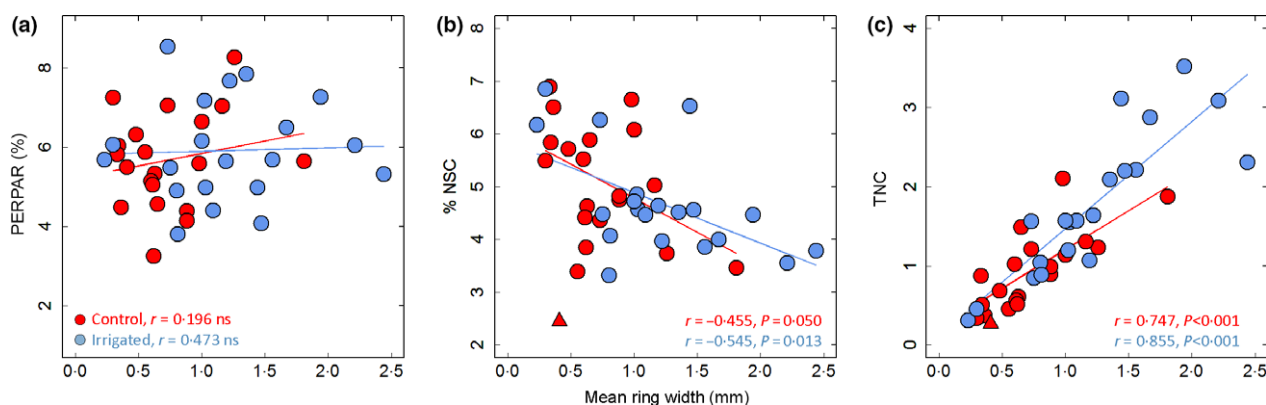 (a)
PERPAR (%)
8
6
4
2
Control, r = 0·196 ns
Irrigated, r = 0·473 ns
0·0 0·5 1·0 1·5 2·0 2·5
(b)
% NSC
7
6
5
4
3
2
r = −0·455, P = 0·050
r = −0·545, P = 0·013
0·0 0·5 1·0 1·5 2·0 2·5
Mean ring width (mm)
(c)
TNC
4
3
2
1
0
r = 0·747, P<0·001
r = 0·855, P<0·001
0·0 0·5 1·0 1·5 2·0 2·5